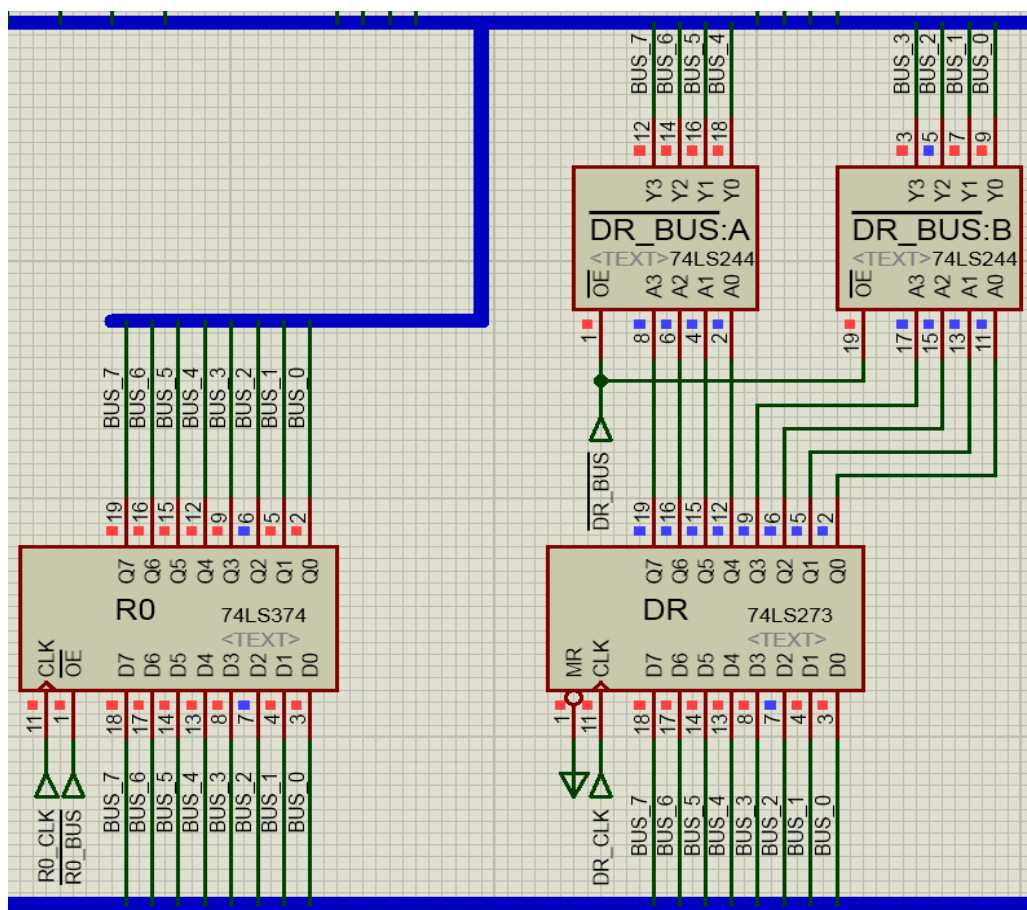 BUS_7 BUS_6 BUS_5 BUS_4 BUS_3 BUS_2 BUS_1 BUS_0
12 14 16 18 3 5 7 9
Y3 Y2 Y1 Y0 Y3 Y2 Y1 Y0
DR_BUS:A DR_BUS:B
<TEXT> 74LS244 <TEXT> 74LS244
OE A3 A2 A1 A0 OE A3 A2 A1 A0
1 8 6 4 2 19 17 15 13 11
BUS_7 BUS_6 BUS_5 BUS_4 BUS_3 BUS_2 BUS_1 BUS_0
DR_BUS
19 16 15 12 9 6 5 2 19 16 15 12 9 6 5 2
Q7 Q6 Q5 Q4 Q3 Q2 Q1 Q0 Q7 Q6 Q5 Q4 Q3 Q2 Q1 Q0
R0 74LS374 DR 74LS273
<TEXT> <TEXT>
CLK OE D7 D6 D5 D4 D3 D2 D1 D0 MR CLK D7 D6 D5 D4 D3 D2 D1 D0
11 1 18 17 14 13 8 7 4 3 1 11 18 17 14 13 8 7 4 3
R0_CLK R0_BUS BUS_7 BUS_6 BUS_5 BUS_4 BUS_3 BUS_2 BUS_1 BUS_0 DR_CLK BUS_7 BUS_6 BUS_5 BUS_4 BUS_3 BUS_2 BUS_1 BUS_0